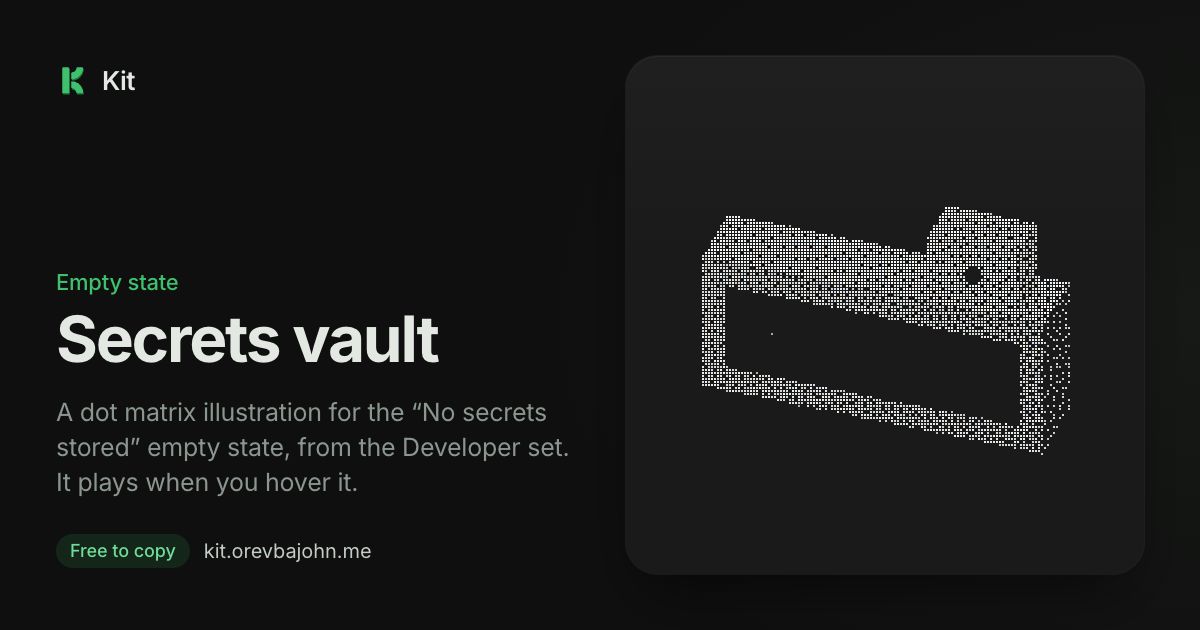 Kit
Empty state
Secrets vault
A dot matrix illustration for the “No secrets
stored” empty state, from the Developer set.
It plays when you hover it.
Free to copy
kit.orevbajohn.me